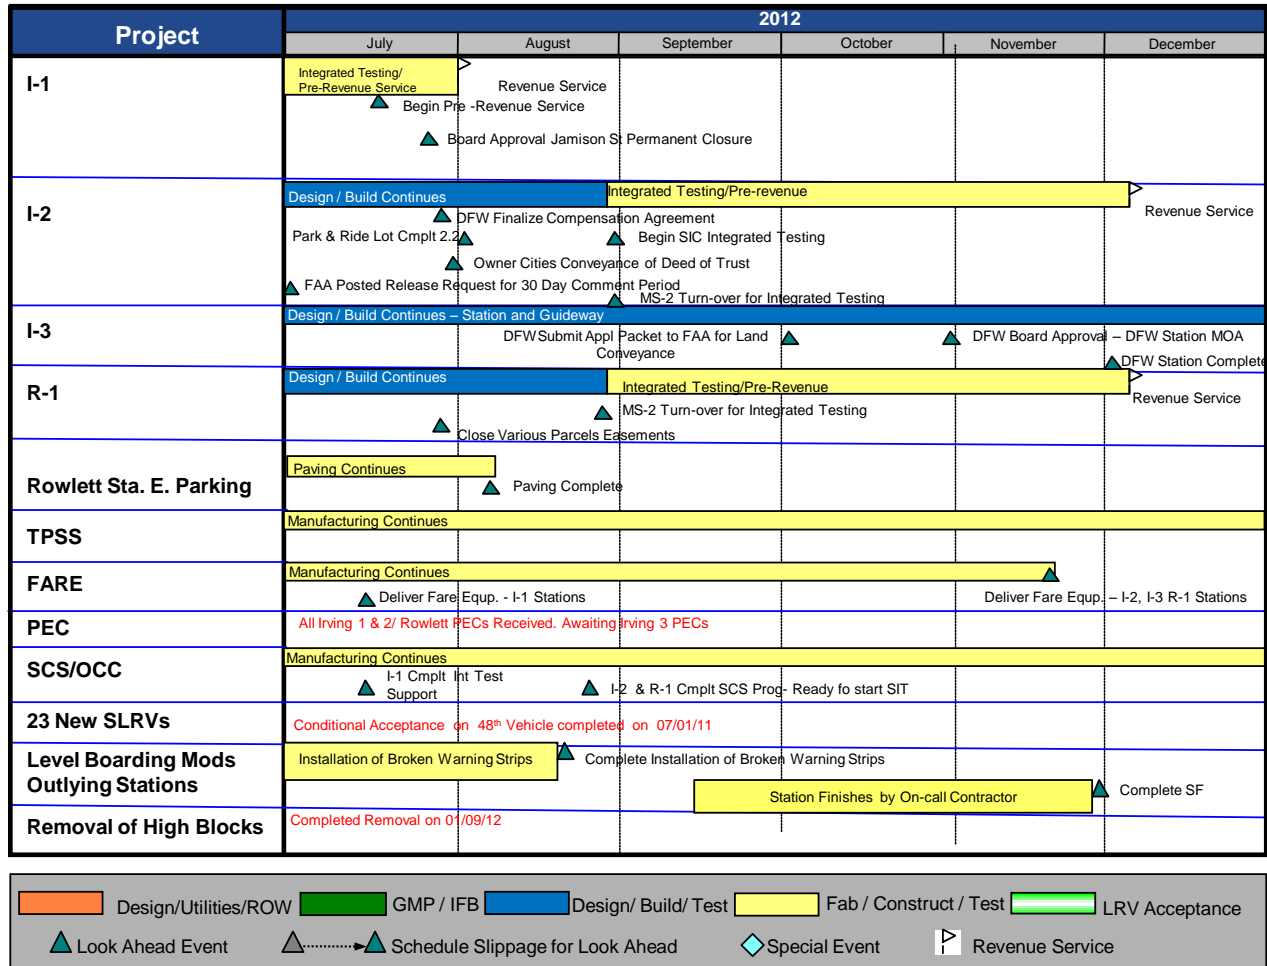 Project
2012
July August September October November December
I-1
Integrated Testing/
Pre-Revenue Service
Revenue Service
Begin Pre -Revenue Service
Board Approval Jamison St Permanent Closure
I-2
Design / Build Continues
Integrated Testing/Pre-revenue
Revenue Service
DFW Finalize Compensation Agreement
Park & Ride Lot Cmplt 2.2
Begin SIC Integrated Testing
Owner Cities Conveyance of Deed of Trust
FAA Posted Release Request for 30 Day Comment Period
MS-2 Turn-over for Integrated Testing
I-3
Design / Build Continues – Station and Guideway
DFW Submit Appl Packet to FAA for Land
Conveyance
DFW Board Approval – DFW Station MOA
DFW Station Complete
R-1
Design / Build Continues
Integrated Testing/Pre-Revenue
Revenue Service
MS-2 Turn-over for Integrated Testing
Close Various Parcels Easements
Rowlett Sta. E. Parking
Paving Continues
Paving Complete
TPSS
Manufacturing Continues
FARE
Manufacturing Continues
Deliver Fare Equp. - I-1 Stations
Deliver Fare Equp. – I-2, I-3 R-1 Stations
PEC
All Irving 1 & 2/ Rowlett PECs Received. Awaiting Irving 3 PECs
SCS/OCC
Manufacturing Continues
I-1 Cmplt Int Test
Support
I-2 & R-1 Cmplt SCS Prog- Ready fo start SIT
23 New SLRVs
Conditional Acceptance on 48th Vehicle completed on 07/01/11
Level Boarding Mods
Outlying Stations
Installation of Broken Warning Strips
Complete Installation of Broken Warning Strips
Station Finishes by On-call Contractor
Complete SF
Removal of High Blocks
Completed Removal on 01/09/12
Design/Utilities/ROW GMP / IFB Design/ Build/ Test Fab / Construct / Test LRV Acceptance
Look Ahead Event Schedule Slippage for Look Ahead Special Event Revenue Service